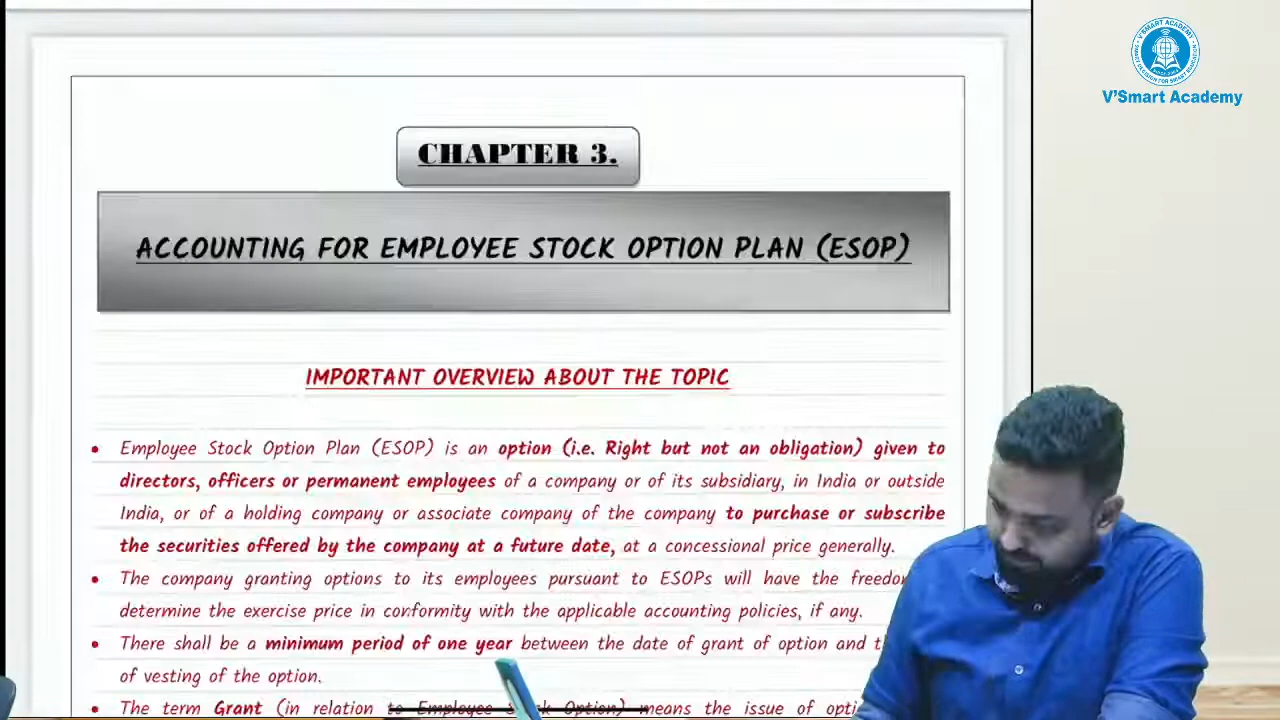 V'SMART ACADEMY
V'Smart Academy
CHAPTER 3.
ACCOUNTING FOR EMPLOYEE STOCK OPTION PLAN (ESOP)
IMPORTANT OVERVIEW ABOUT THE TOPIC
• Employee Stock Option Plan (ESOP) is an option (i.e. Right but not an obligation) given to
directors, officers or permanent employees of a company or of its subsidiary, in India or outside
India, or of a holding company or associate company of the company to purchase or subscribe
the securities offered by the company at a future date, at a concessional price generally.
• The company granting options to its employees pursuant to ESOPs will have the
determine the exercise price in conformity with the applicable accounting policies, if any.
• There shall be a minimum period of one year between the date of grant of option and
of vesting of the option.
• The term Grant (in relation to Employee Stock Option) means the issue of